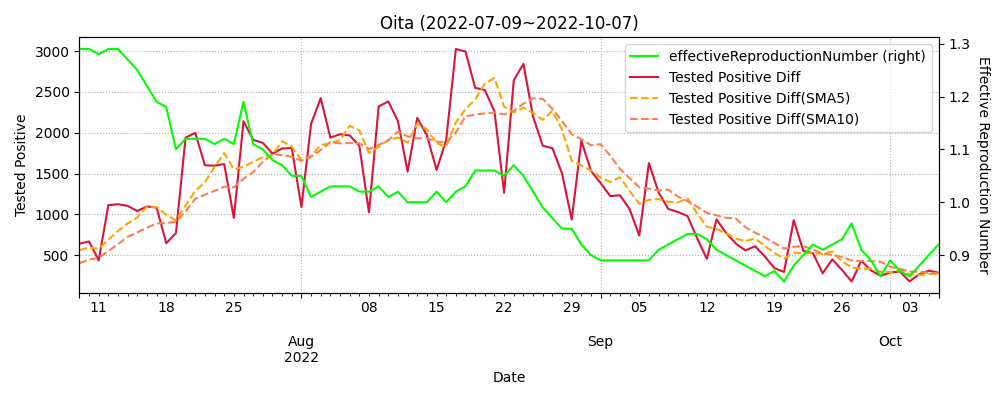 Oita (2022-07-09~2022-10-07)
effectiveReproductionNumber (right)
Tested Positive Diff
Tested Positive Diff(SMA5)
Tested Positive Diff(SMA10)
Tested Positive
3000
2500
2000
1500
1000
500
1.3
1.2
1.1
1.0
0.9
Effective Reproduction Number
11 18 25 08 15 22 29 05 12 19 26 03
Aug Sep Oct
2022
Date